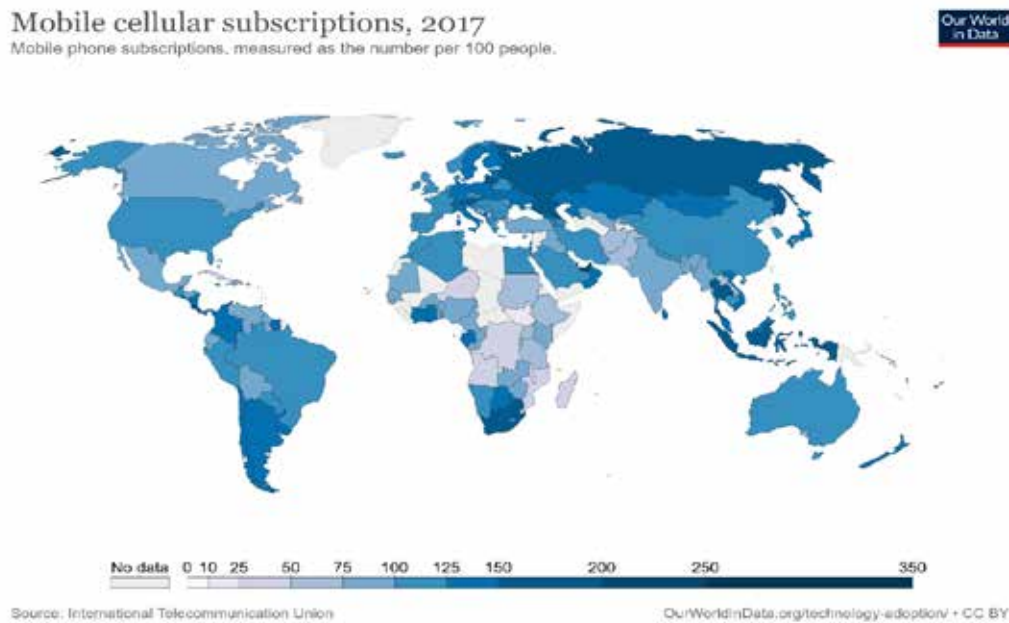 Mobile cellular subscriptions, 2017
Mobile phone subscriptions, measured as the number per 100 people.
Our World
in Data
No data 0 10 25 50 75 100 125 150 200 250 350
Source: International Telecommunication Union
OurWorldInData.org/technology-adoption/ • CC BY